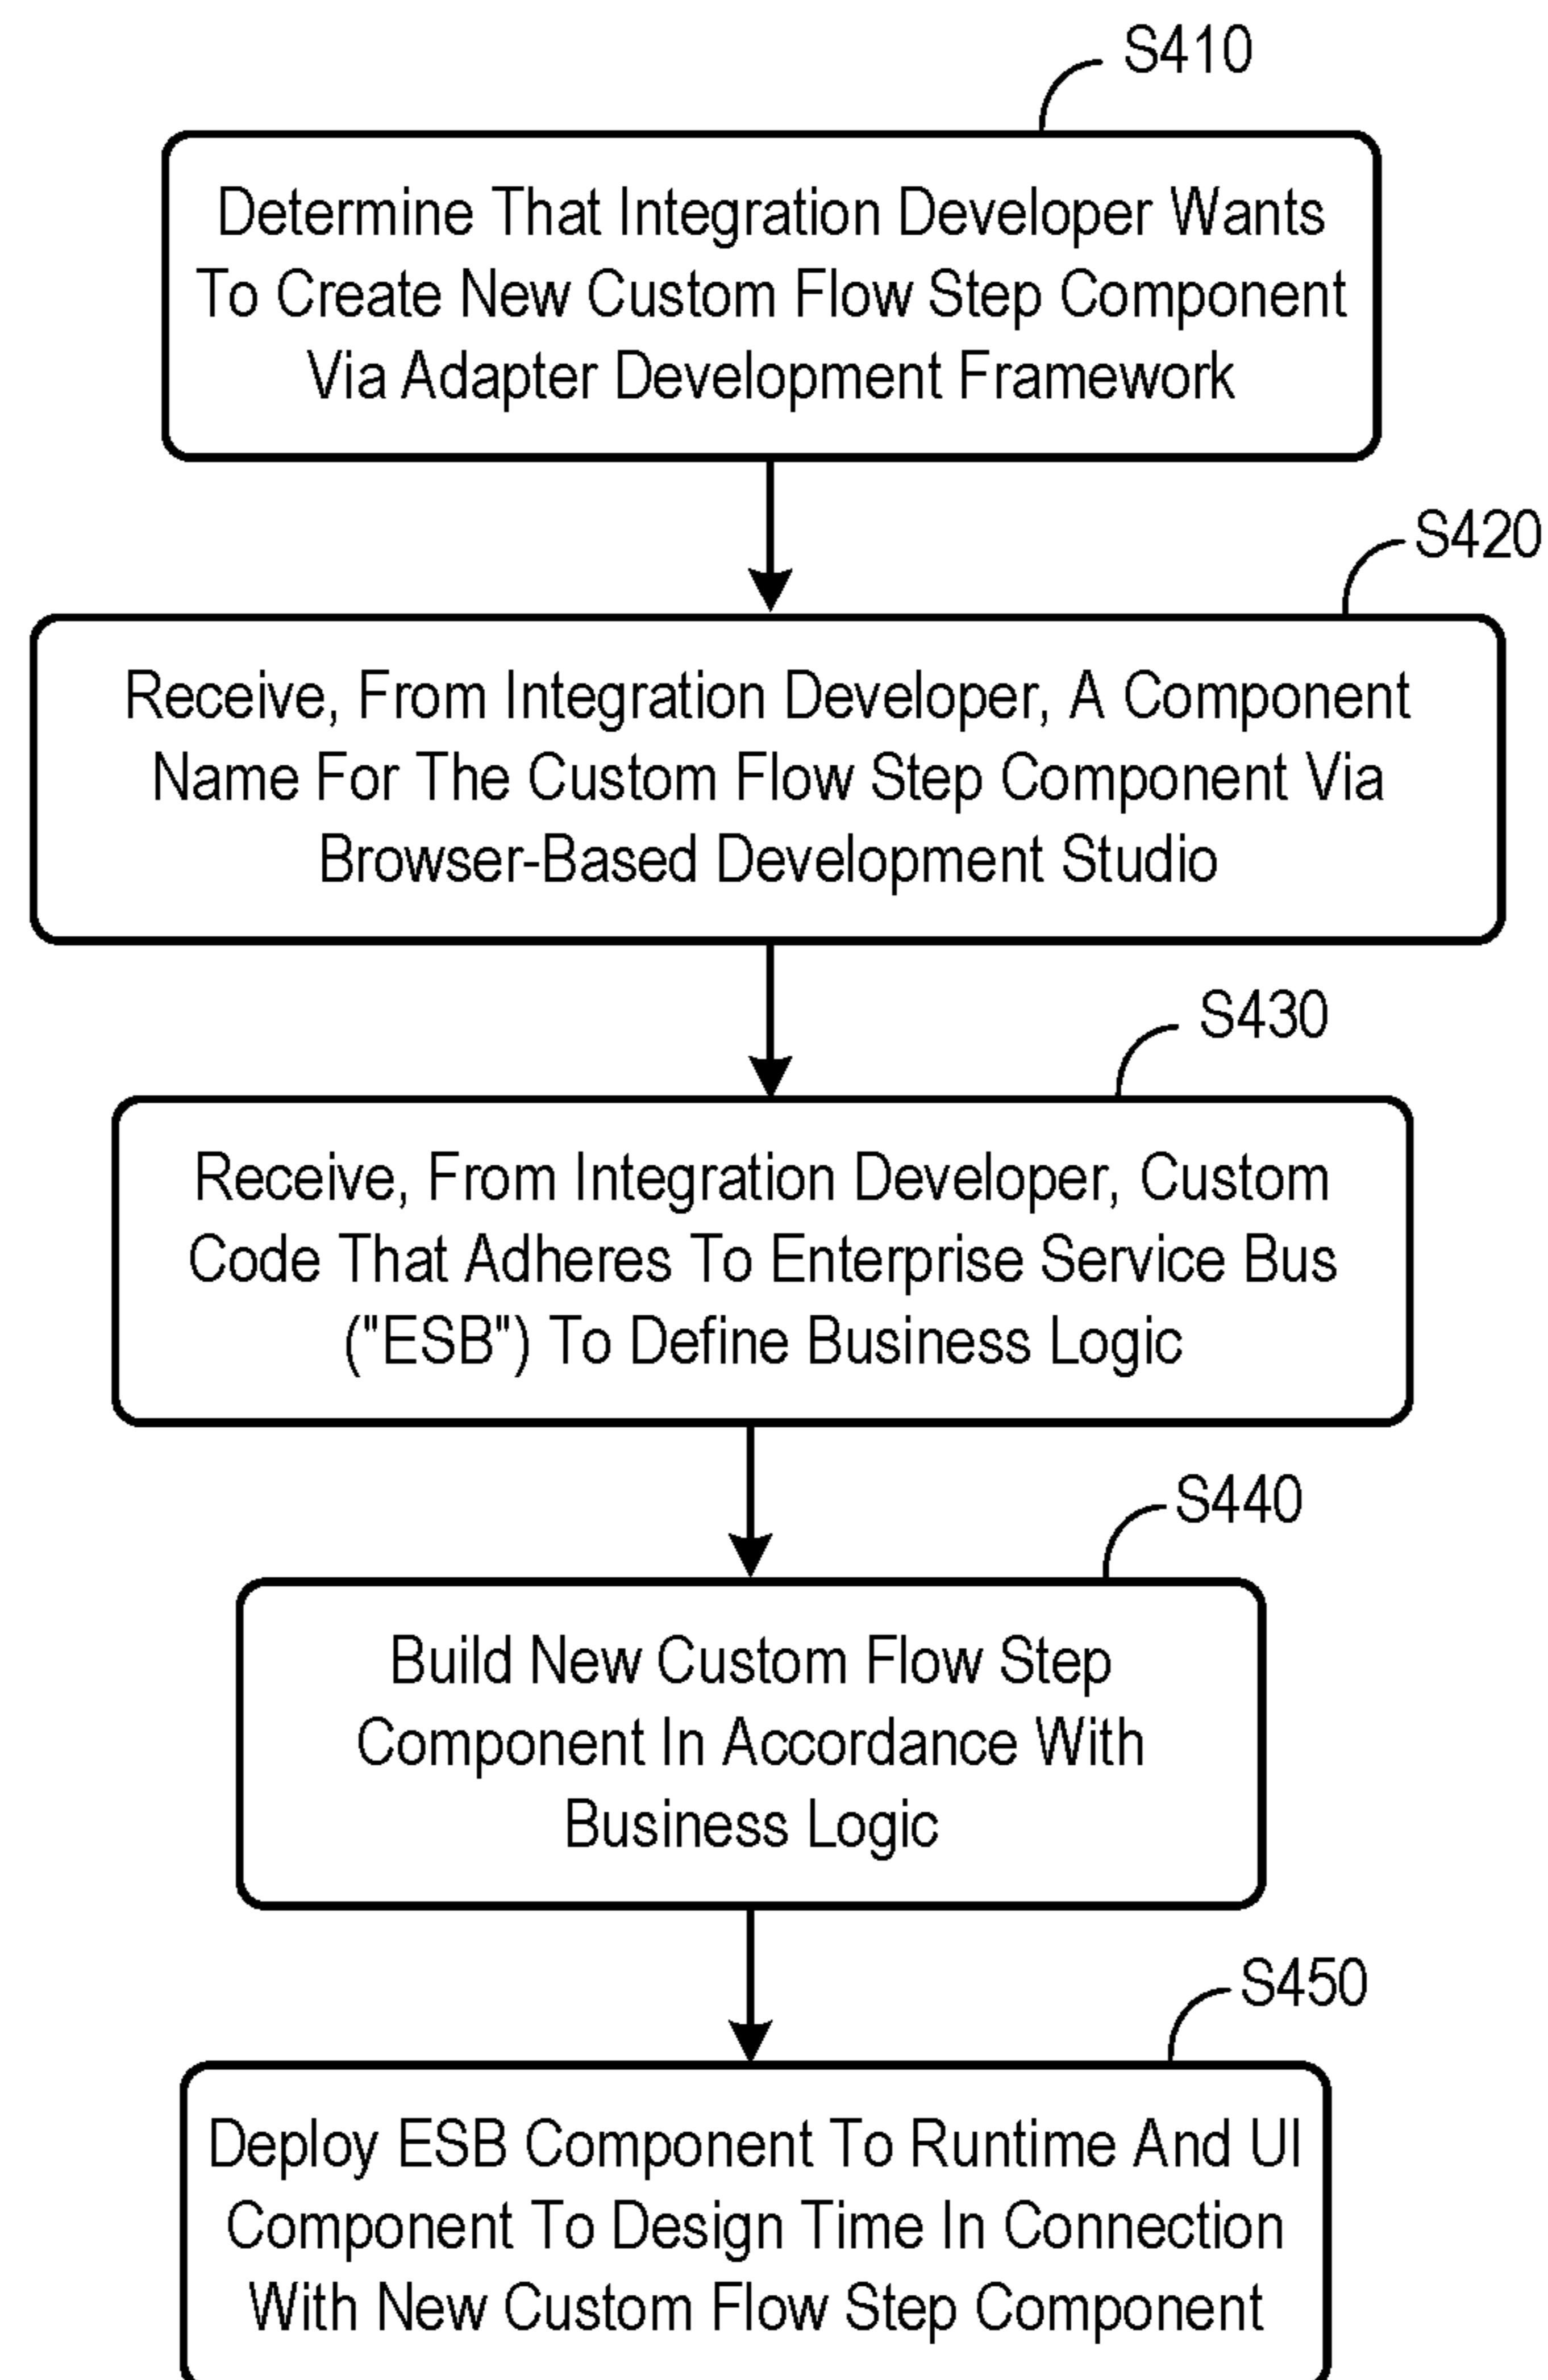 S410
Determine That Integration Developer Wants
To Create New Custom Flow Step Component
Via Adapter Development Framework
S420
Receive, From Integration Developer, A Component
Name For The Custom Flow Step Component Via
Browser-Based Development Studio
S430
Receive, From Integration Developer, Custom
Code That Adheres To Enterprise Service Bus
("ESB") To Define Business Logic
S440
Build New Custom Flow Step
Component In Accordance With
Business Logic
S450
Deploy ESB Component To Runtime And UI
Component To Design Time In Connection
With New Custom Flow Step Component